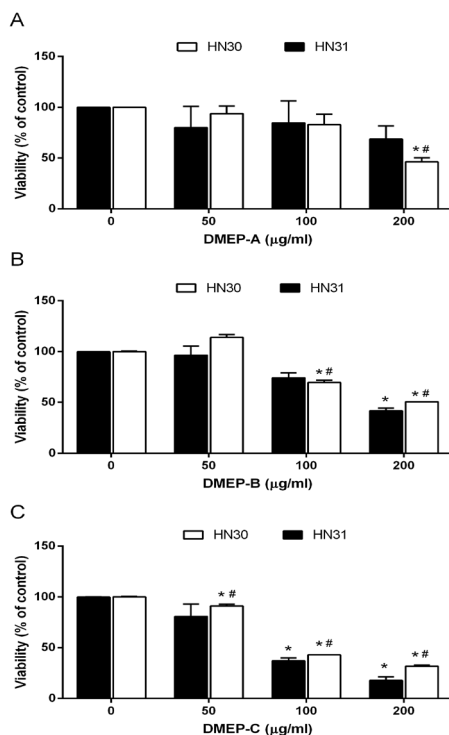 A
HN30 HN31
150
100
50
0
Viability (% of control)
* #
0 50 100 200
DMEP-A (μg/ml)
B
HN30 HN31
150
100
50
0
Viability (% of control)
* #
* * #
0 50 100 200
DMEP-B (μg/ml)
C
HN30 HN31
150
100
50
0
Viability (% of control)
* #
* * #
* * #
0 50 100 200
DMEP-C (μg/ml)